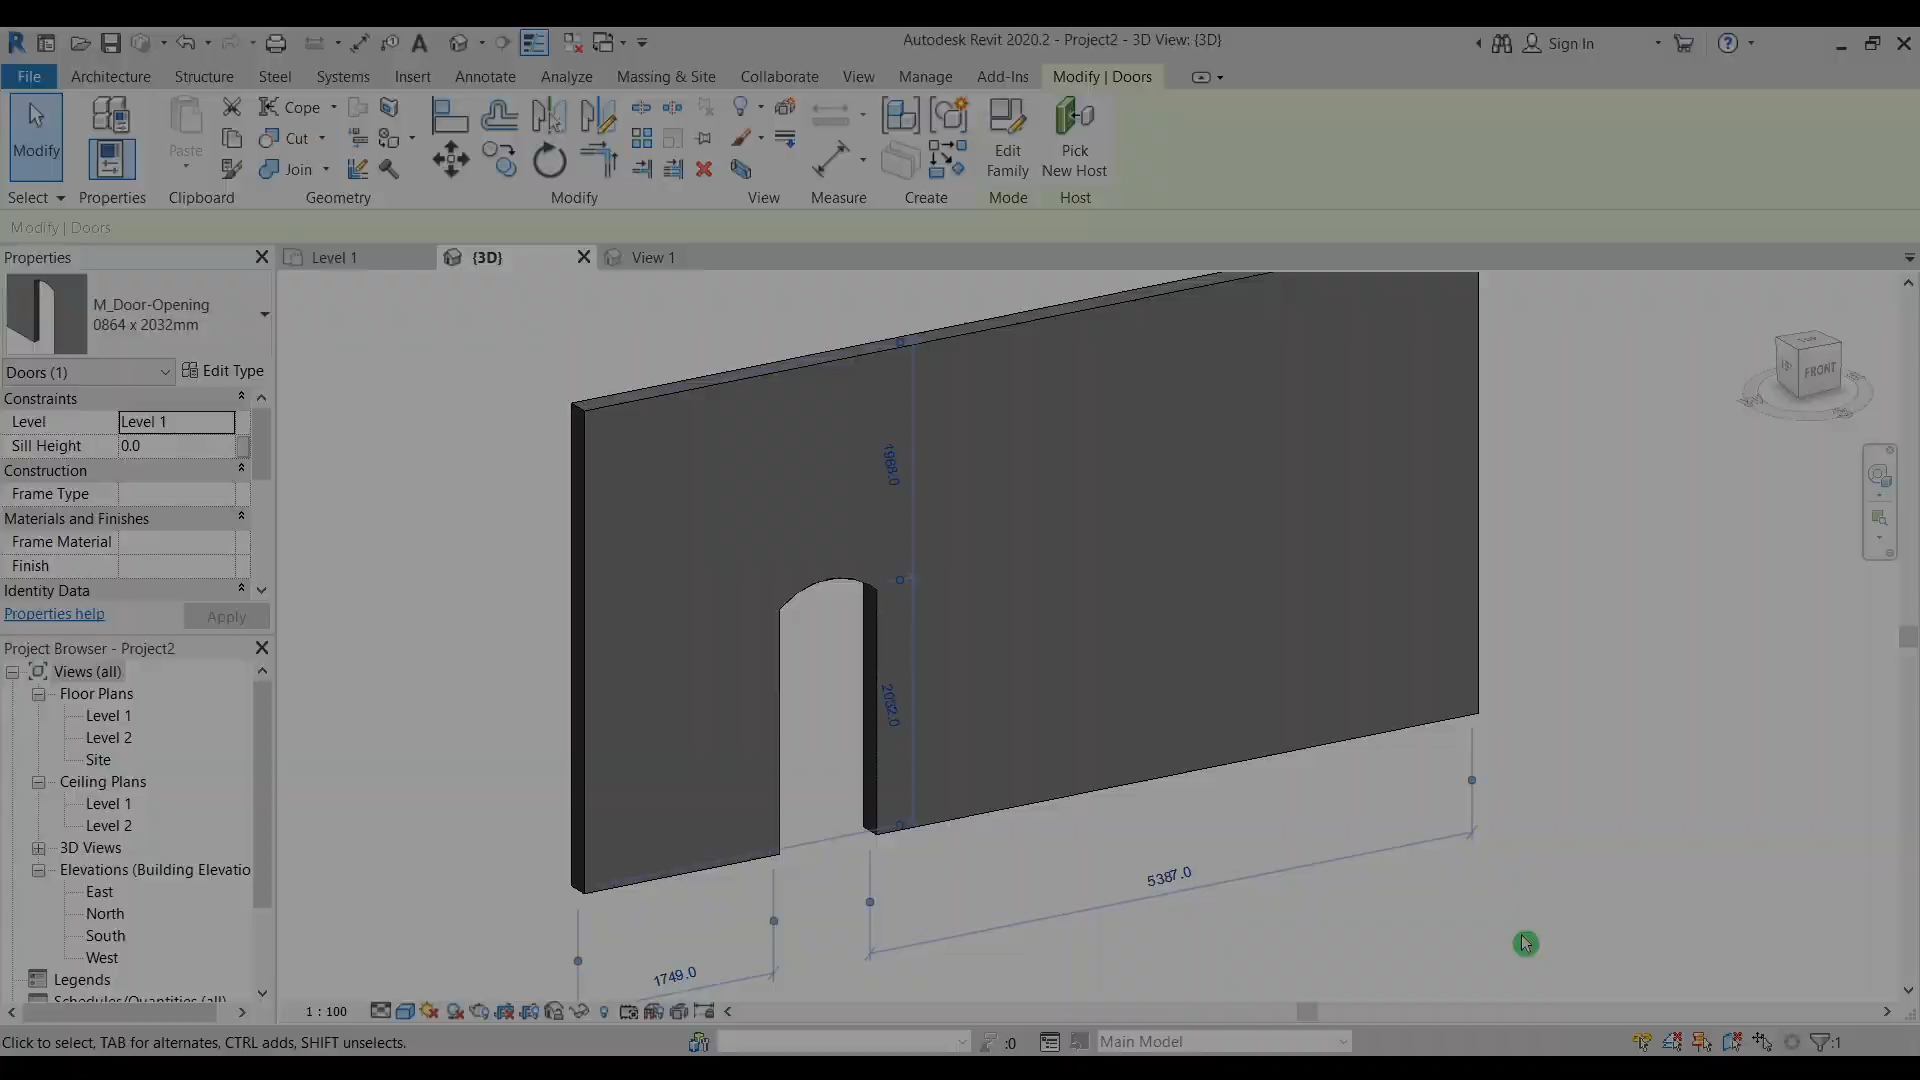 Autodesk Revit 2020.2 - Project2 - 3D View: {3D}
Sign In
File Architecture Structure Steel Systems Insert Annotate Analyze Massing & Site Collaborate View Manage Add-Ins Modify | Doors
Modify
Paste
Cope
Cut
Join
Edit
Family
Pick
New Host
Select Properties Clipboard Geometry Modify View Measure Create Mode Host
Modify | Doors
Properties
Level 1
{3D}
View 1
M_Door-Opening
0864 x 2032mm
Doors (1)
Edit Type
Constraints
Level Level 1
Sill Height 0.0
Construction
Frame Type
Materials and Finishes
Frame Material
Finish
Identity Data
Properties help
Apply
Project Browser - Project2
Views (all)
Floor Plans
Level 1
Level 2
Site
Ceiling Plans
Level 1
Level 2
3D Views
Elevations (Building Elevatio
East
North
South
West
Legends
Schedules/Quantities (all)
1968.0
2032.0
5387.0
1749.0
FRONT
1 : 100
Click to select, TAB for alternates, CTRL adds, SHIFT unselects.
:0
Main Model
:1